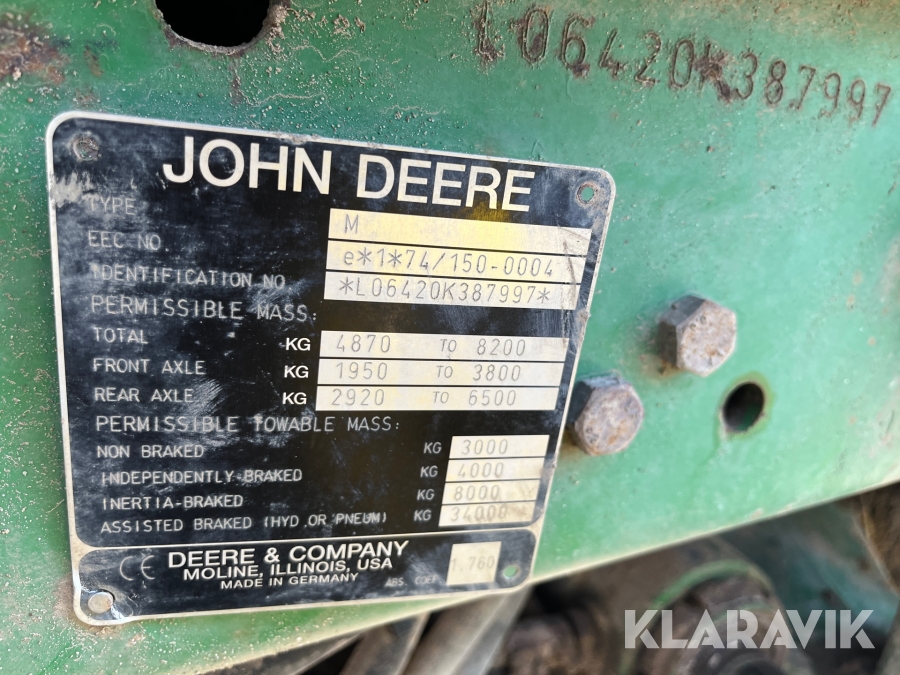 L06420K387997
JOHN DEERE
TYPE M
EEC NO. e*1*74/150-0004
IDENTIFICATION NO *L06420K387997*
PERMISSIBLE MASS:
TOTAL KG 4870 TO 8200
FRONT AXLE KG 1950 TO 3800
REAR AXLE KG 2920 TO 6500
PERMISSIBLE TOWABLE MASS:
NON BRAKED KG 3000
INDEPENDENTLY-BRAKED KG 4000
INERTIA-BRAKED KG 8000
ASSISTED BRAKED (HYD.OR PNEUM) KG 34000
CE DEERE & COMPANY
MOLINE, ILLINOIS, USA
MADE IN GERMANY ABS. COEF. 1.760
KLARAVIK